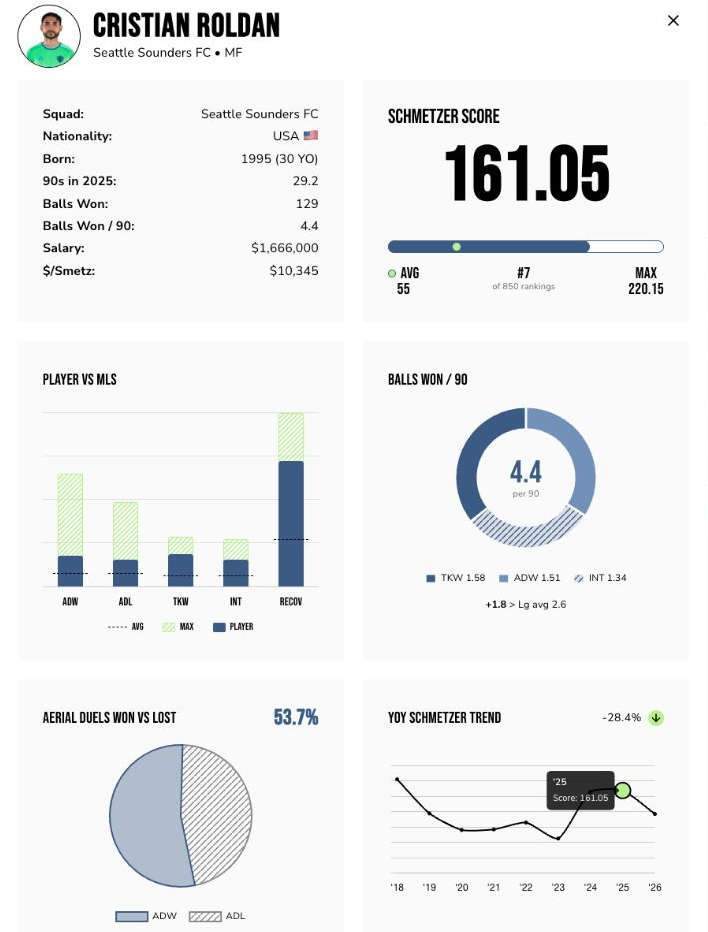 CRISTIAN ROLDAN
Seattle Sounders FC • MF
Squad: Seattle Sounders FC
Nationality: USA 🇺🇸
Born: 1995 (30 YO)
90s in 2025: 29.2
Balls Won: 129
Balls Won / 90: 4.4
Salary: $1,666,000
$/Smetz: $10,345
SCHMETZER SCORE
161.05
AVG #7 MAX
55 of 850 rankings 220.15
PLAYER VS MLS
ADW ADL TKW INT RECOV
AVG MAX PLAYER
BALLS WON / 90
4.4
per 90
TKW 1.58 ADW 1.51 INT 1.34
+1.8 > Lg avg 2.6
AERIAL DUELS WON VS LOST 53.7%
ADW ADL
YOY SCHMETZER TREND -28.4%
'25
Score: 161.05
'18 '19 '20 '21 '22 '23 '24 '25 '26